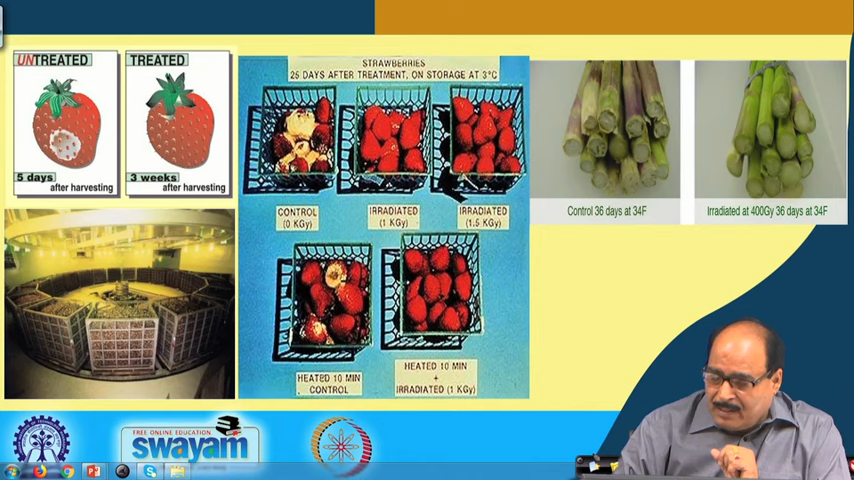 UNTREATED
5 days
after harvesting
TREATED
3 weeks
after harvesting
STRAWBERRIES
25 DAYS AFTER TREATMENT, ON STORAGE AT 3°C
CONTROL
(0 KGy)
IRRADIATED
(1 KGy)
IRRADIATED
(1.5 KGy)
HEATED 10 MIN
CONTROL
HEATED 10 MIN
+
IRRADIATED (1 KGy)
Control 36 days at 34F
Irradiated at 400Gy 36 days at 34F
FREE ONLINE EDUCATION
swayam